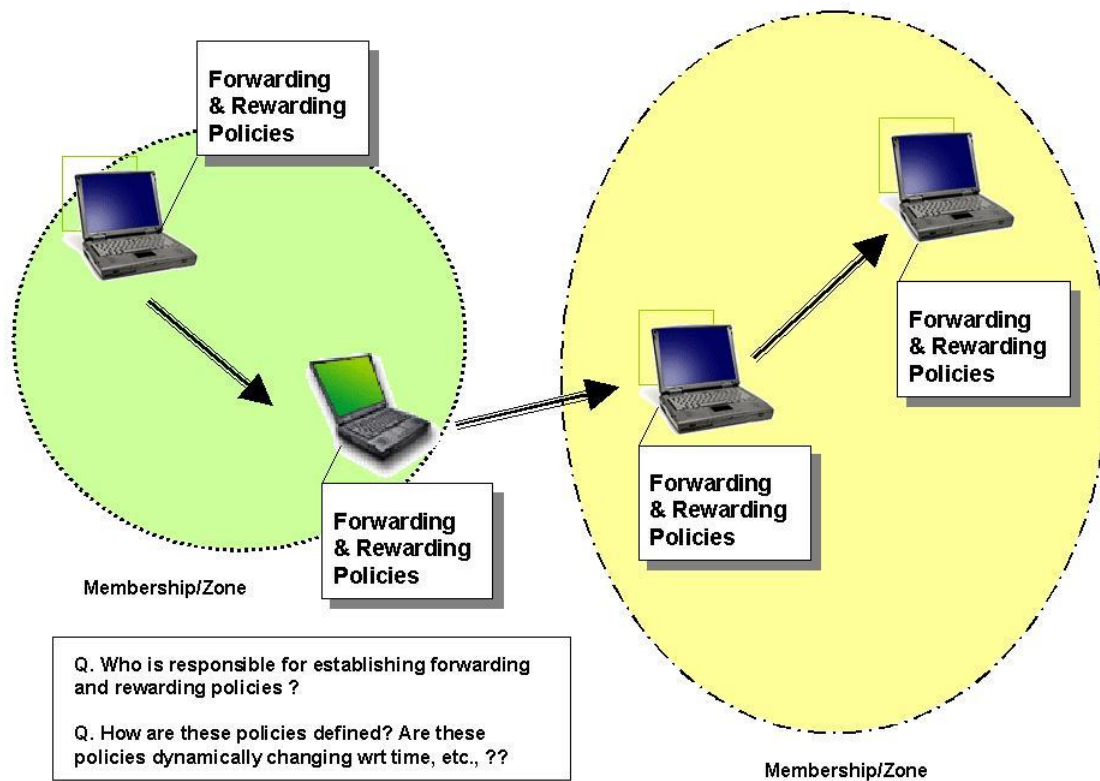 Forwarding
& Rewarding
Policies
Forwarding
& Rewarding
Policies
Forwarding
& Rewarding
Policies
Forwarding
& Rewarding
Policies
Membership/Zone
Q. Who is responsible for establishing forwarding
and rewarding policies ?
Q. How are these policies defined? Are these
policies dynamically changing wrt time, etc., ??
Membership/Zone